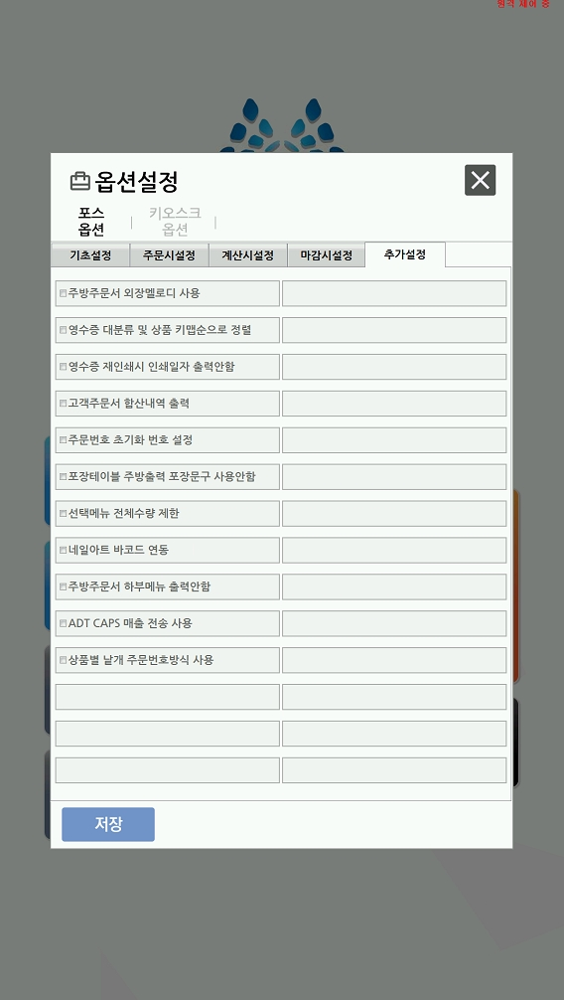 원격 제어 중
옵션설정
포스
옵션
키오스크
옵션
기초설정 주문시설정 계산시설정 마감시설정 추가설정
주방주문서 외장멜로디 사용
영수증 대분류 및 상품 키맵순으로 정렬
영수증 재인쇄시 인쇄일자 출력안함
고객주문서 합산내역 출력
주문번호 초기화 번호 설정
포장테이블 주방출력 포장문구 사용안함
선택메뉴 전체수량 제한
네일아트 바코드 연동
주방주문서 하부메뉴 출력안함
ADT CAPS 매출 전송 사용
상품별 낱개 주문번호방식 사용
저장